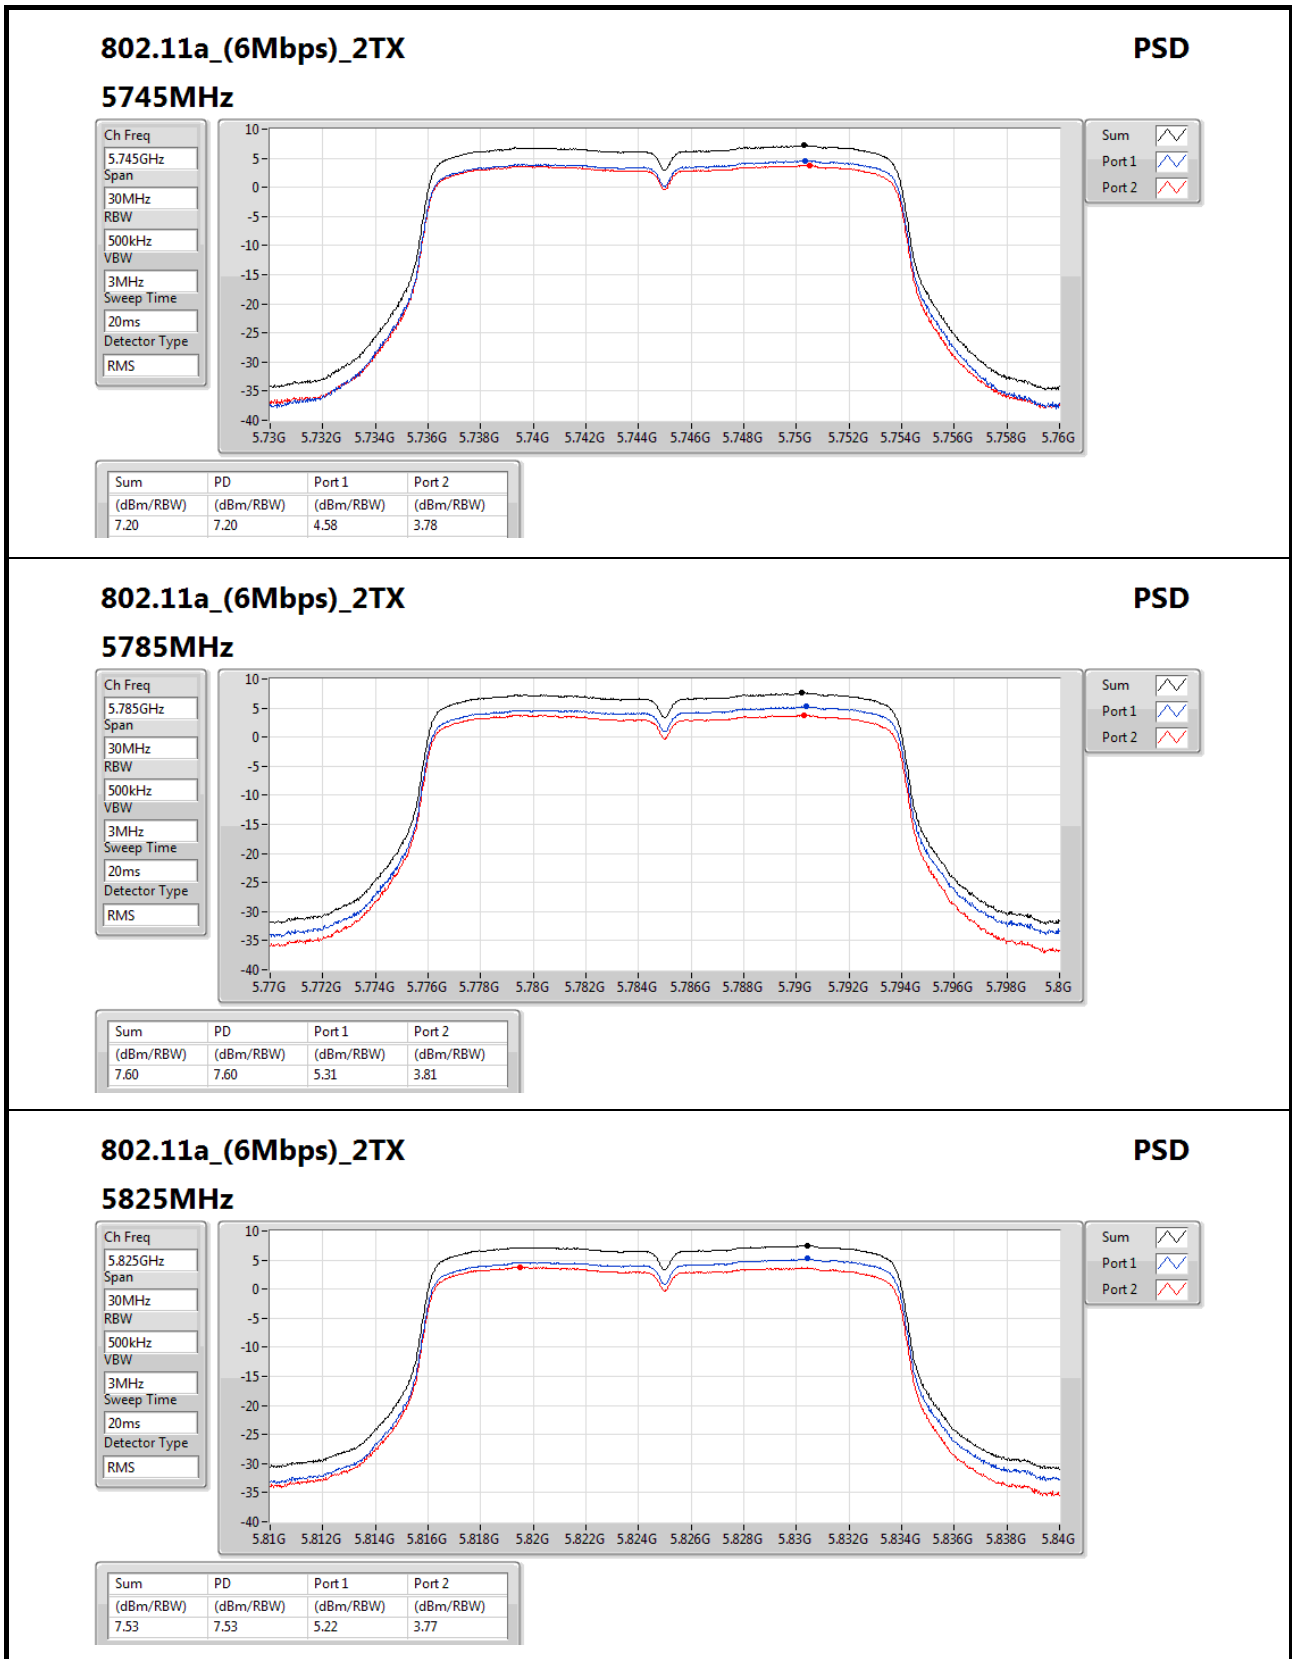 802.11a_(6Mbps)_2TX PSD
5745MHz
Ch Freq
5.745GHz
Span
30MHz
RBW
500kHz
VBW
3MHz
Sweep Time
20ms
Detector Type
RMS
10
5
0
-5
-10
-15
-20
-25
-30
-35
-40
5.73G 5.732G 5.734G 5.736G 5.738G 5.74G 5.742G 5.744G 5.746G 5.748G 5.75G 5.752G 5.754G 5.756G 5.758G 5.76G
Sum
Port 1
Port 2
Sum PD Port 1 Port 2
(dBm/RBW) (dBm/RBW) (dBm/RBW) (dBm/RBW)
7.20 7.20 4.58 3.78
802.11a_(6Mbps)_2TX PSD
5785MHz
Ch Freq
5.785GHz
Span
30MHz
RBW
500kHz
VBW
3MHz
Sweep Time
20ms
Detector Type
RMS
10
5
0
-5
-10
-15
-20
-25
-30
-35
-40
5.77G 5.772G 5.774G 5.776G 5.778G 5.78G 5.782G 5.784G 5.786G 5.788G 5.79G 5.792G 5.794G 5.796G 5.798G 5.8G
Sum
Port 1
Port 2
Sum PD Port 1 Port 2
(dBm/RBW) (dBm/RBW) (dBm/RBW) (dBm/RBW)
7.60 7.60 5.31 3.81
802.11a_(6Mbps)_2TX PSD
5825MHz
Ch Freq
5.825GHz
Span
30MHz
RBW
500kHz
VBW
3MHz
Sweep Time
20ms
Detector Type
RMS
10
5
0
-5
-10
-15
-20
-25
-30
-35
-40
5.81G 5.812G 5.814G 5.816G 5.818G 5.82G 5.822G 5.824G 5.826G 5.828G 5.83G 5.832G 5.834G 5.836G 5.838G 5.84G
Sum
Port 1
Port 2
Sum PD Port 1 Port 2
(dBm/RBW) (dBm/RBW) (dBm/RBW) (dBm/RBW)
7.53 7.53 5.22 3.77